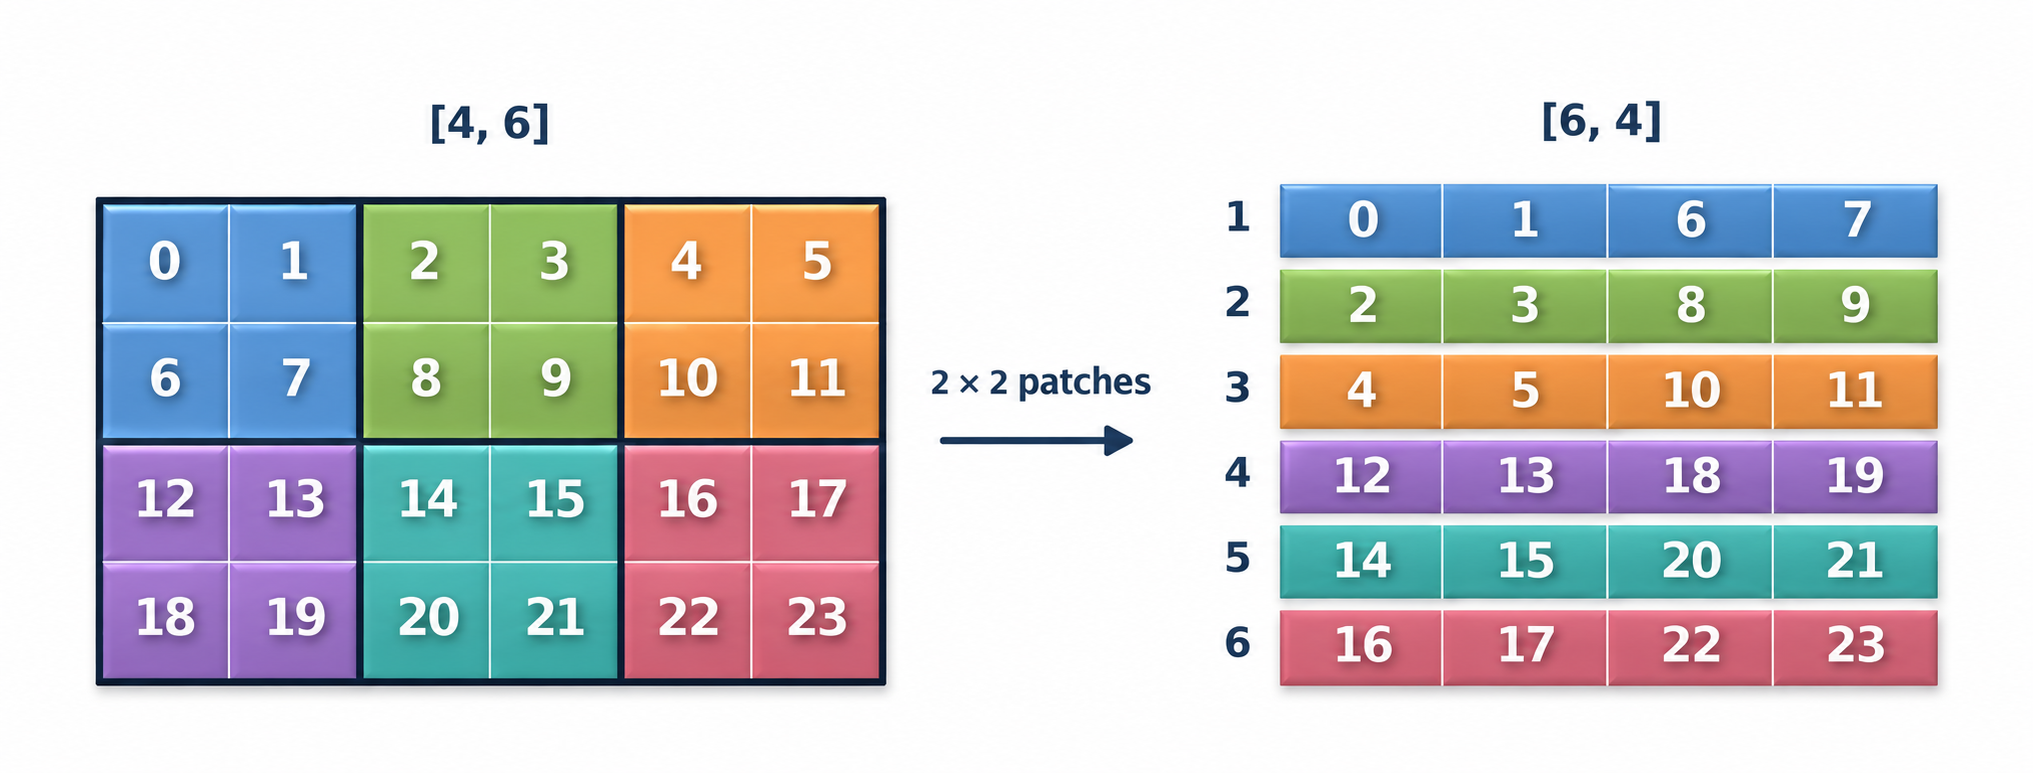 [4, 6]
0 1 2 3 4 5
6 7 8 9 10 11
12 13 14 15 16 17
18 19 20 21 22 23
2 × 2 patches
[6, 4]
1 0 1 6 7
2 2 3 8 9
3 4 5 10 11
4 12 13 18 19
5 14 15 20 21
6 16 17 22 23